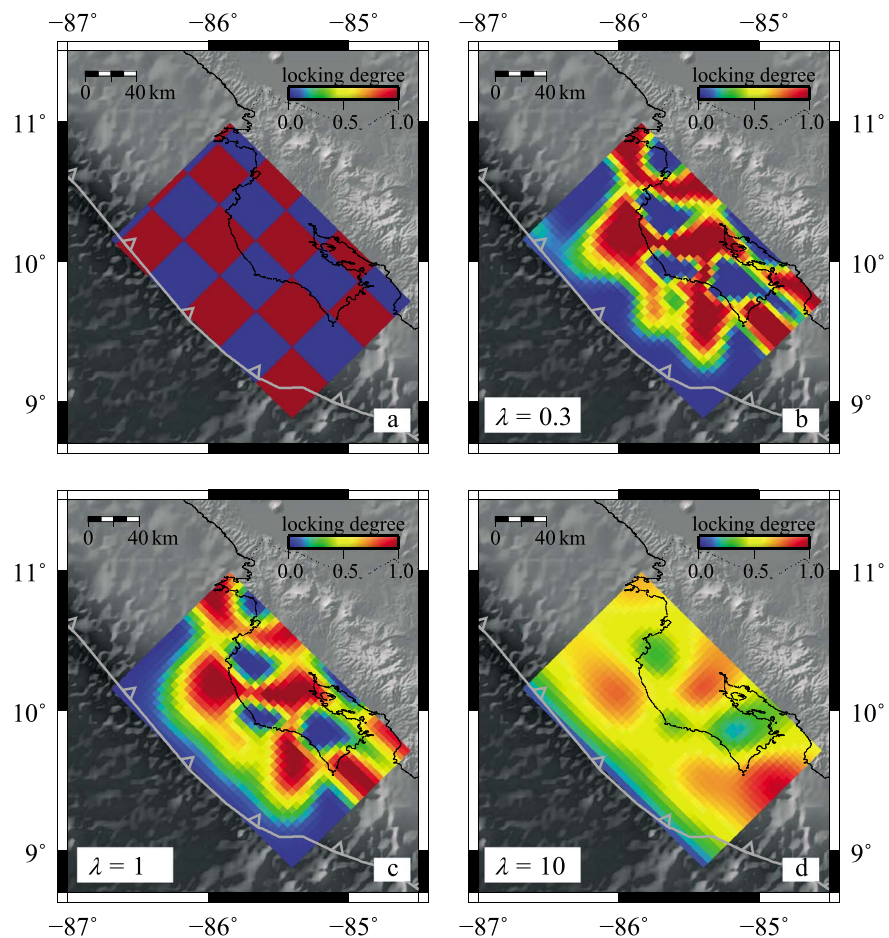 −87˚ −86˚ −85˚ −87˚ −86˚ −85˚
locking degree locking degree
0 40 km 0 40 km
0.0 0.5 1.0 0.0 0.5 1.0
11˚ 11˚
10˚ 10˚
9˚ a λ = 0.3 b 9˚
locking degree locking degree
0 40 km 0 40 km
0.0 0.5 1.0 0.0 0.5 1.0
11˚ 11˚
10˚ 10˚
9˚ 9˚
λ = 1 c λ = 10 d
−87˚ −86˚ −85˚ −87˚ −86˚ −85˚